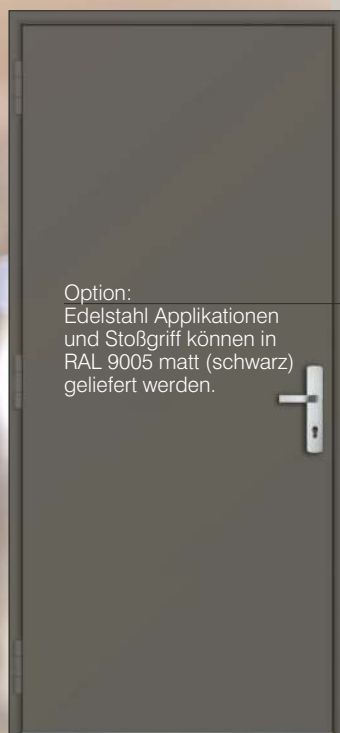 Option:
Edelstahl Applikationen
und Stoßgriff können in
RAL 9005 matt (schwarz)
geliefert werden.